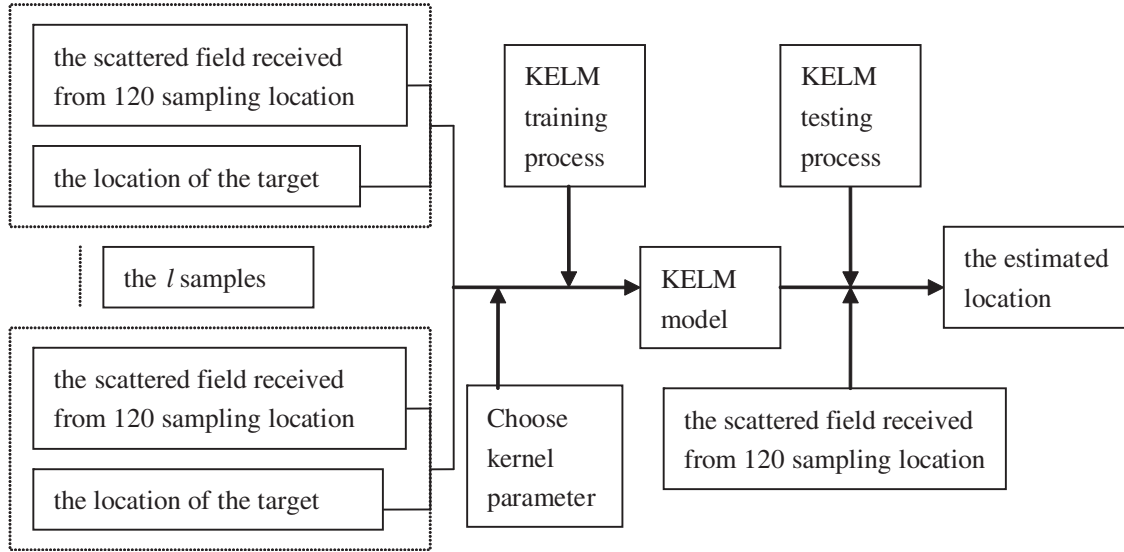 the scattered field received
from 120 sampling location
the location of the target
the l samples
the scattered field received
from 120 sampling location
the location of the target
KELM
training
process
Choose
kernel
parameter
KELM
model
KELM
testing
process
the scattered field received
from 120 sampling location
the estimated
location